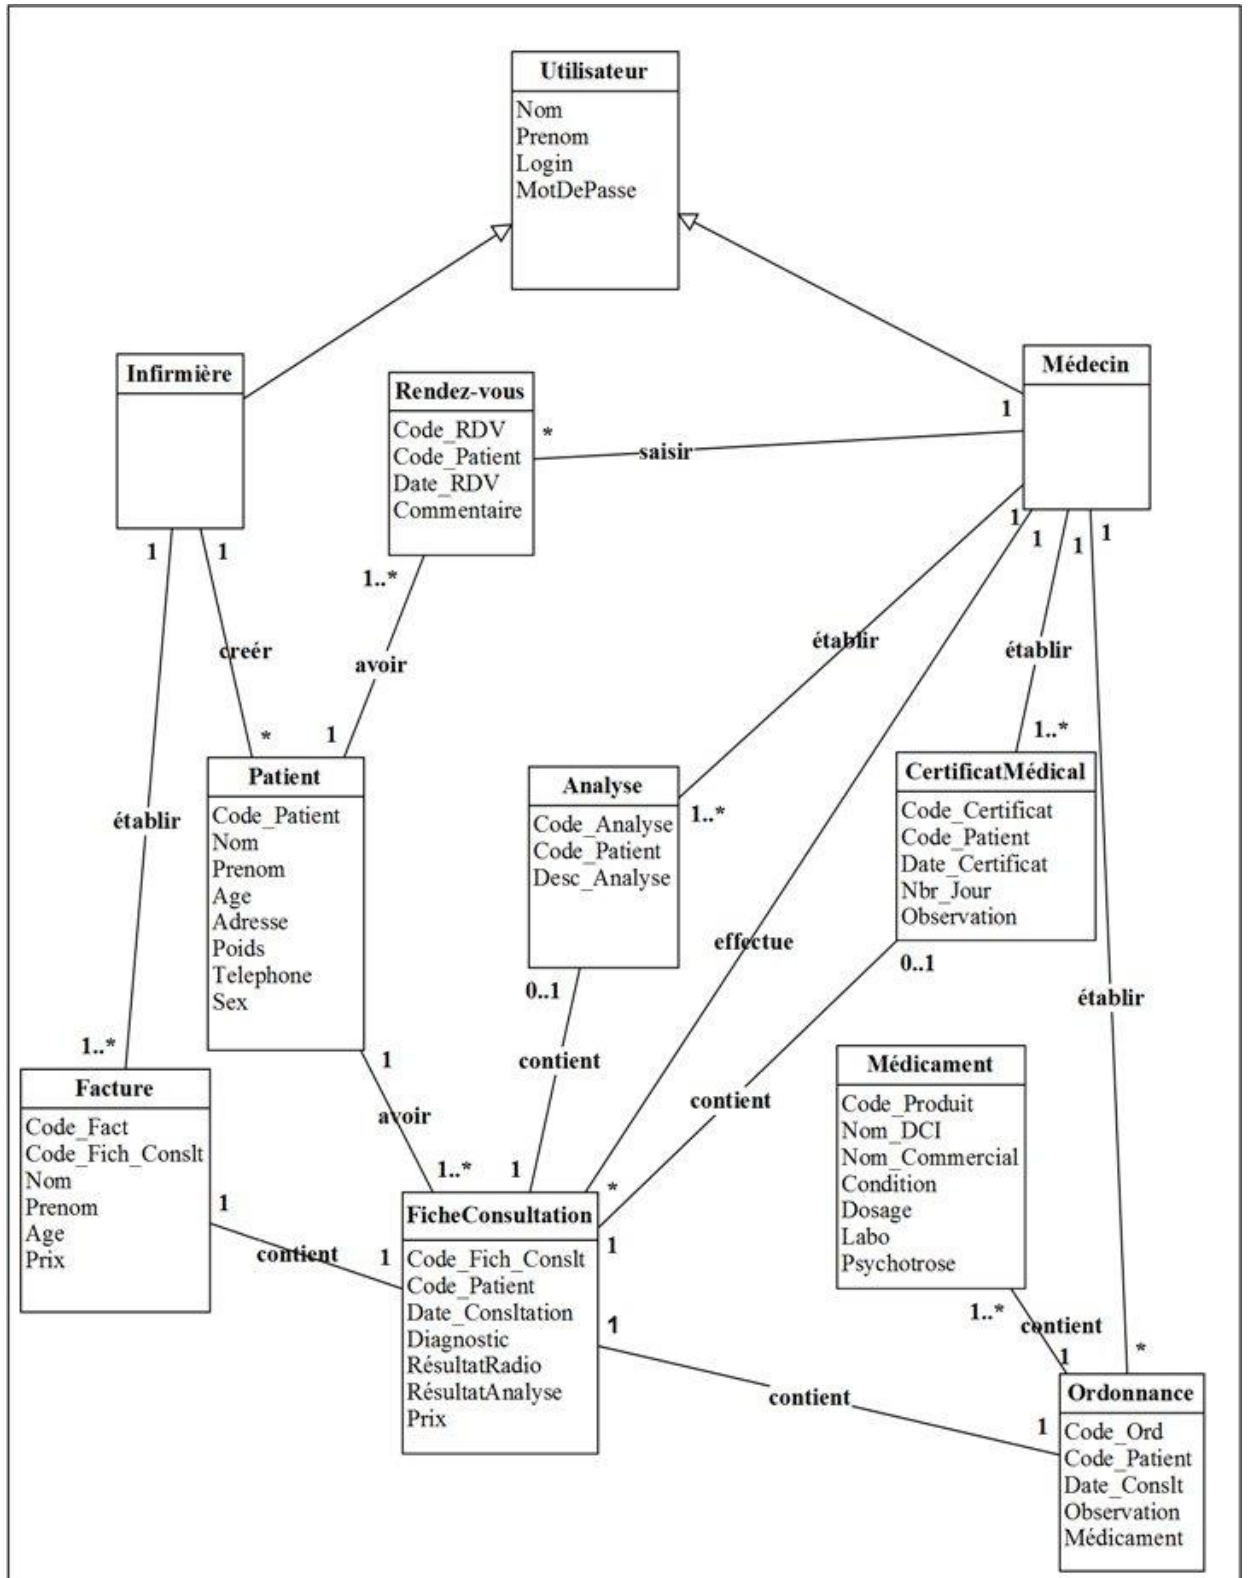 Utilisateur
Nom
Prenom
Login
MotDePasse
Infirmière
Rendez-vous
Code_RDV
Code_Patient
Date_RDV
Commentaire
Médecin
1
*
saisir
1
1
1..*
1
1
1
1
creér
avoir
établir
établir
*
1
1..*
Patient
Code_Patient
Nom
Prenom
Age
Adresse
Poids
Telephone
Sex
établir
Analyse
Code_Analyse
Code_Patient
Desc_Analyse
1..*
CertificatMédical
Code_Certificat
Code_Patient
Date_Certificat
Nbr_Jour
Observation
effectue
0..1
0..1
établir
1..*
1
contient
contient
avoir
Facture
Code_Fact
Code_Fich_Conslt
Nom
Prenom
Age
Prix
Médicament
Code_Produit
Nom_DCI
Nom_Commercial
Condition
Dosage
Labo
Psychotrose
1..*
1
*
1
contient
1
1
FicheConsultation
Code_Fich_Conslt
Code_Patient
Date_Consltation
Diagnostic
RésultatRadio
RésultatAnalyse
Prix
1
1..*
contient
1
*
contient
1
Ordonnance
Code_Ord
Code_Patient
Date_Conslt
Observation
Médicament